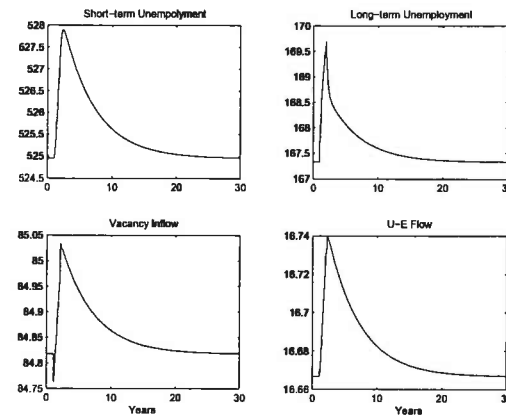 Short-term Unempolyment
528
527.5
527
526.5
526
525.5
525
524.5
0 10 20 30
Long-term Unemployment
170
169.5
169
168.5
168
167.5
167
0 10 20 30
Vacancy Inflow
85.05
85
84.95
84.9
84.85
84.8
84.75
0 10 20 30
Years
U-E Flow
16.74
16.72
16.7
16.68
16.66
0 10 20 30
Years